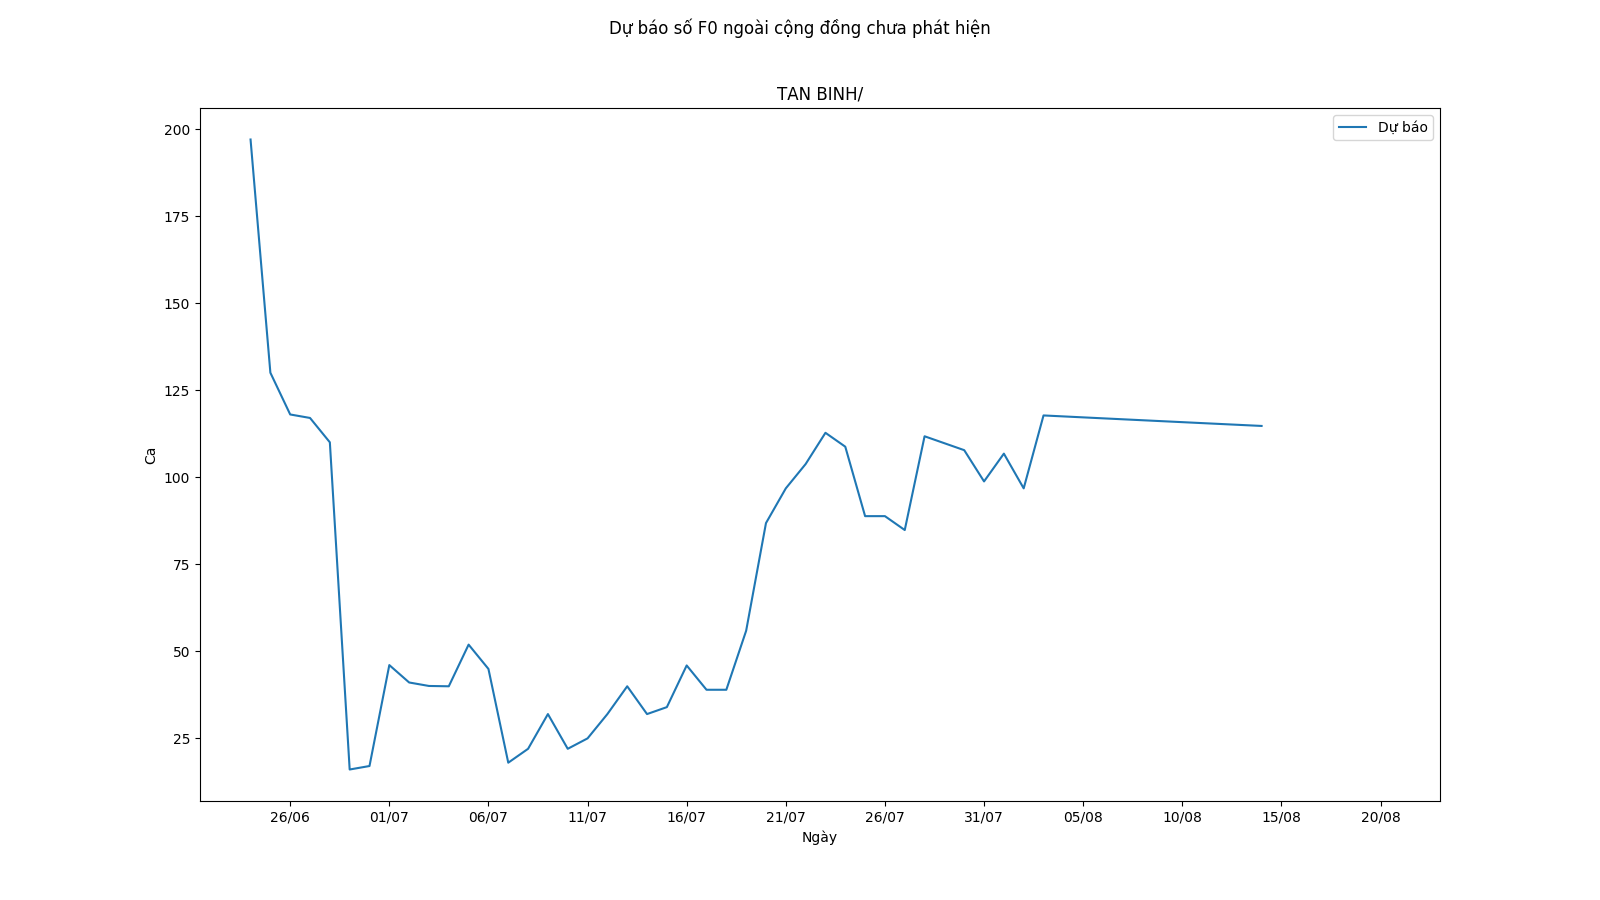 Dự báo số F0 ngoài cộng đồng chưa phát hiện
TAN BINH/
Dự báo
200
175
150
125
100
75
50
25
Ca
26/06 01/07 06/07 11/07 16/07 21/07 26/07 31/07 05/08 10/08 15/08 20/08
Ngày